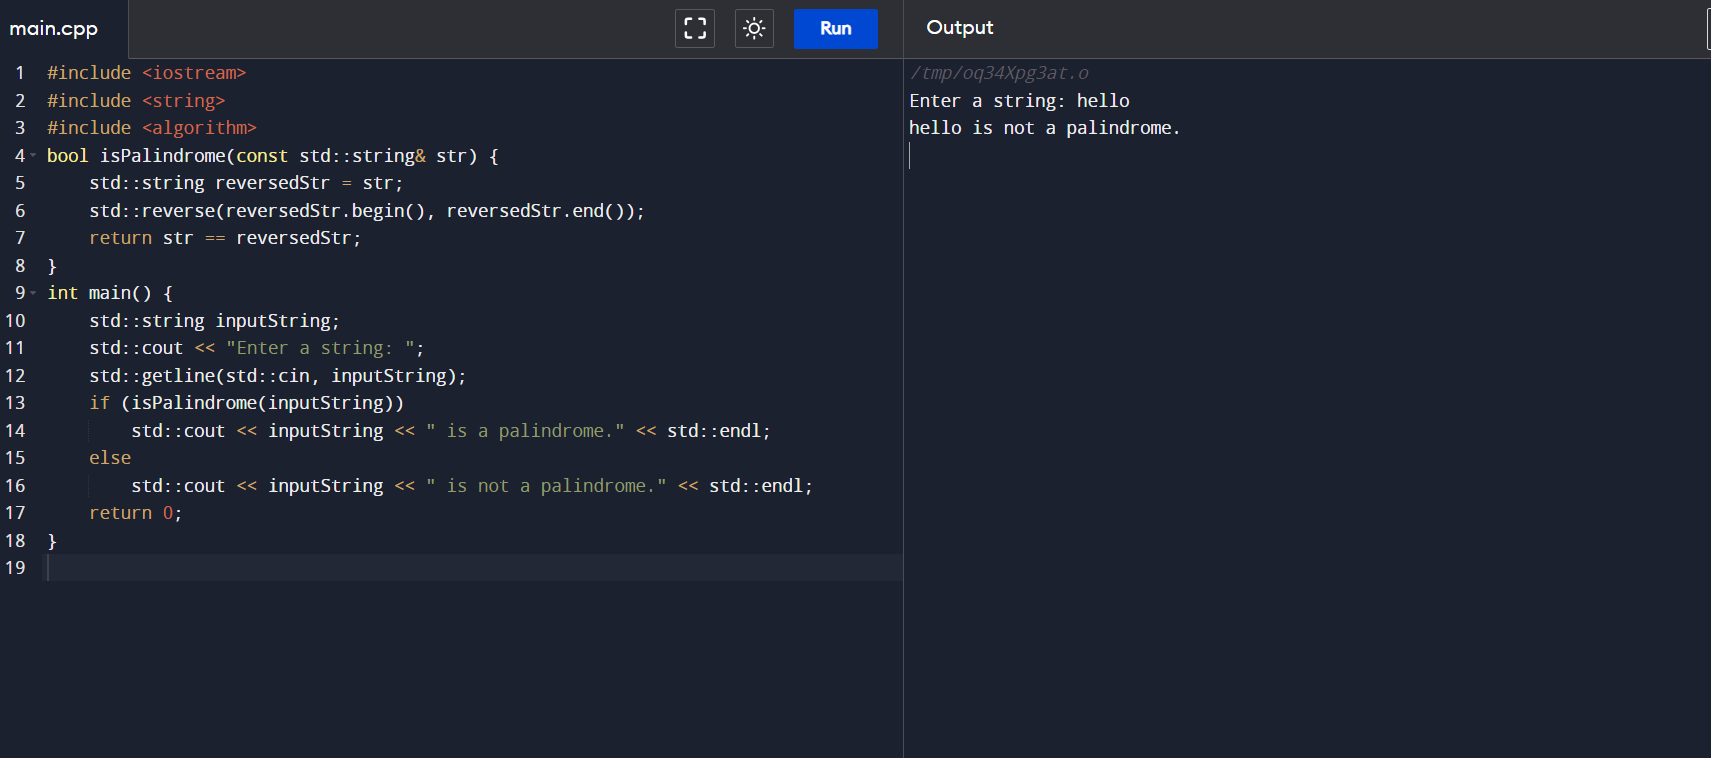 main.cpp
Run
Output
1 #include <iostream>
2 #include <string>
3 #include <algorithm>
4 bool isPalindrome(const std::string& str) {
5     std::string reversedStr = str;
6     std::reverse(reversedStr.begin(), reversedStr.end());
7     return str == reversedStr;
8 }
9 int main() {
10     std::string inputString;
11     std::cout << "Enter a string: ";
12     std::getline(std::cin, inputString);
13     if (isPalindrome(inputString))
14         std::cout << inputString << " is a palindrome." << std::endl;
15     else
16         std::cout << inputString << " is not a palindrome." << std::endl;
17     return 0;
18 }
19
/tmp/oq34Xpg3at.o
Enter a string: hello
hello is not a palindrome.